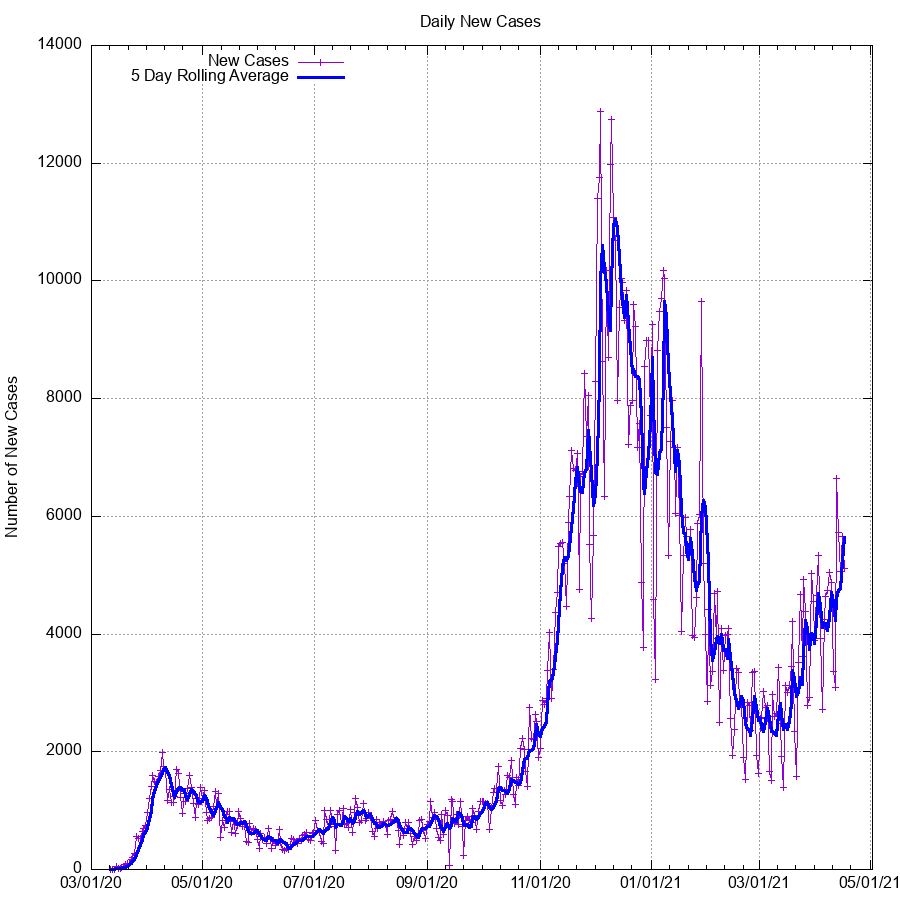 Daily New Cases
New Cases
5 Day Rolling Average
Number of New Cases
14000
12000
10000
8000
6000
4000
2000
0
03/01/20 05/01/20 07/01/20 09/01/20 11/01/20 01/01/21 03/01/21 05/01/21